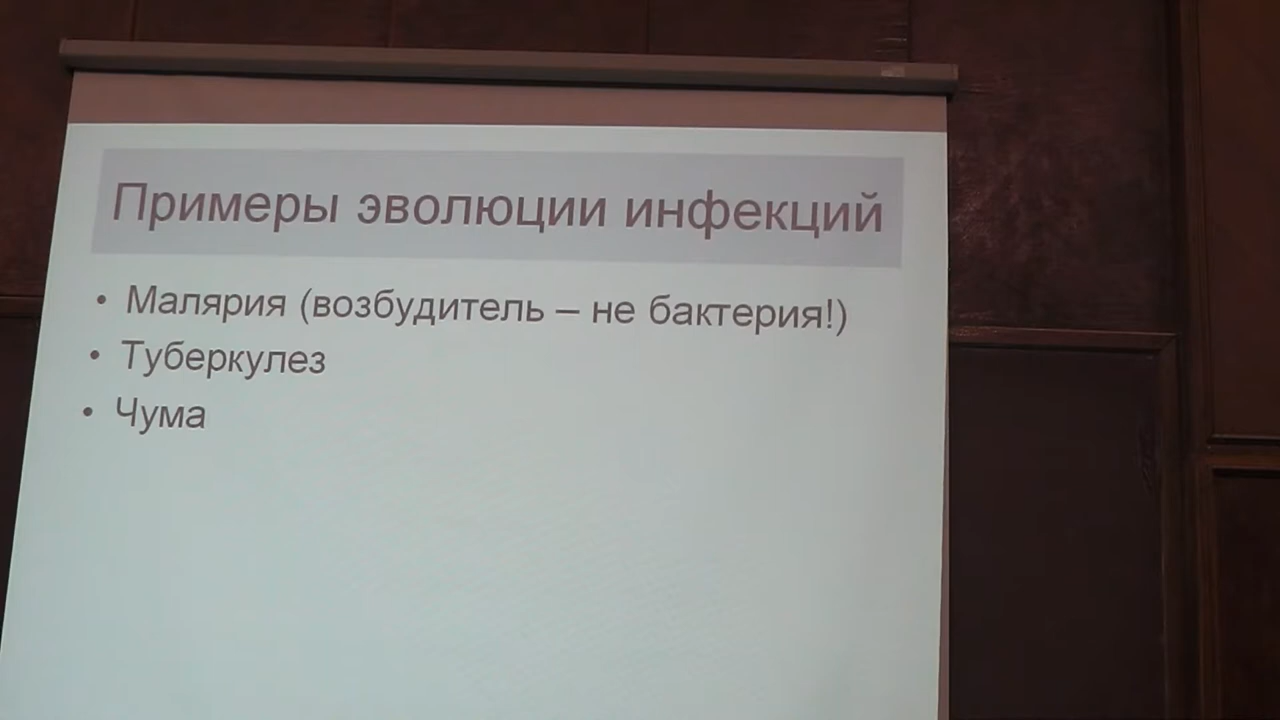 Примеры эволюции инфекций
• Малярия (возбудитель – не бактерия!)
• Туберкулез
• Чума